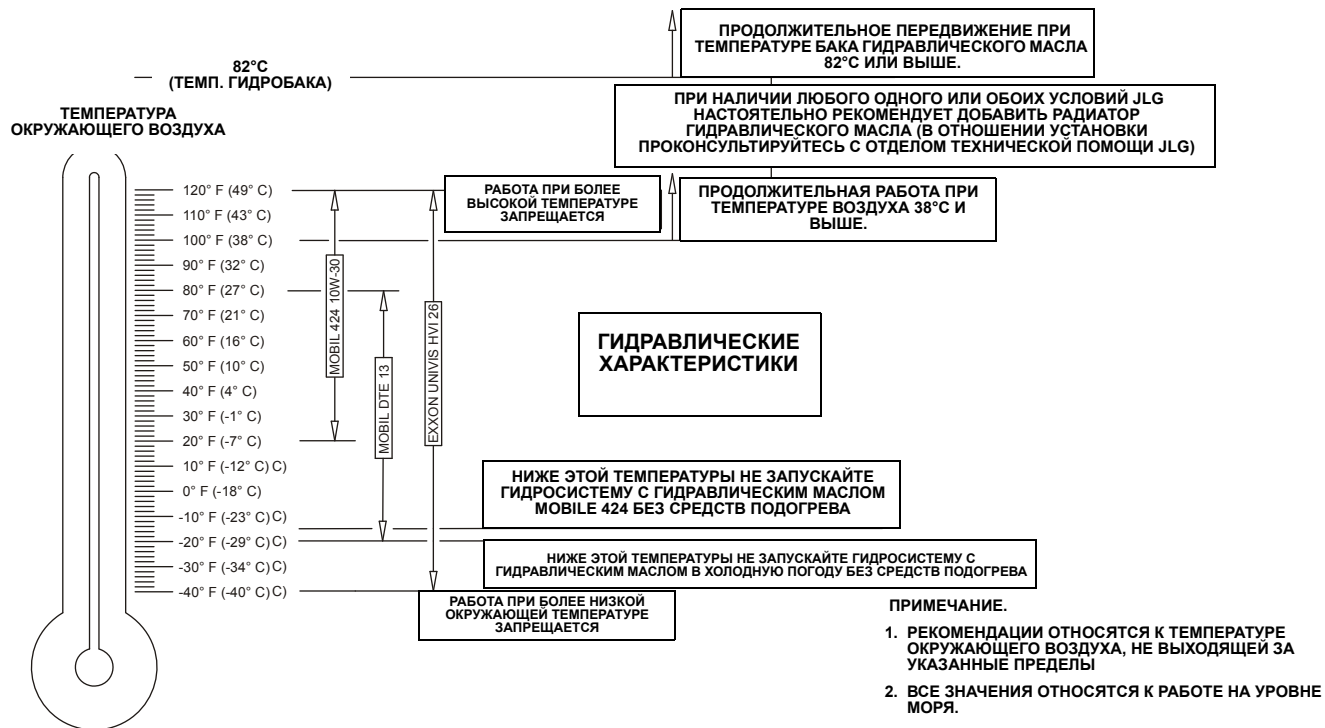 ПРОДОЛЖИТЕЛЬНОЕ ПЕРЕДВИЖЕНИЕ ПРИ
ТЕМПЕРАТУРЕ БАКА ГИДРАВЛИЧЕСКОГО МАСЛА
82°C ИЛИ ВЫШЕ.
82°C
(ТЕМП. ГИДРОБАКА)
ПРИ НАЛИЧИИ ЛЮБОГО ОДНОГО ИЛИ ОБОИХ УСЛОВИЙ JLG
НАСТОЯТЕЛЬНО РЕКОМЕНДУЕТ ДОБАВИТЬ РАДИАТОР
ГИДРАВЛИЧЕСКОГО МАСЛА (В ОТНОШЕНИИ УСТАНОВКИ
ПРОКОНСУЛЬТИРУЙТЕСЬ С ОТДЕЛОМ ТЕХНИЧЕСКОЙ ПОМОЩИ JLG)
ТЕМПЕРАТУРА
ОКРУЖАЮЩЕГО ВОЗДУХА
РАБОТА ПРИ БОЛЕЕ
ВЫСОКОЙ ТЕМПЕРАТУРЕ
ЗАПРЕЩАЕТСЯ
ПРОДОЛЖИТЕЛЬНАЯ РАБОТА ПРИ
ТЕМПЕРАТУРЕ ВОЗДУХА 38°C И
ВЫШЕ.
120° F (49° C)
110° F (43° C)
100° F (38° C)
90° F (32° C)
80° F (27° C)
70° F (21° C)
60° F (16° C)
50° F (10° C)
40° F (4° C)
30° F (-1° C)
20° F (-7° C)
10° F (-12° C) C)
0° F (-18° C)
-10° F (-23° C) C)
-20° F (-29° C) C)
-30° F (-34° C) C)
-40° F (-40° C) C)
MOBIL 424 10W-30
MOBIL DTE 13
EXXON UNIVIS HVI 26
ГИДРАВЛИЧЕСКИЕ
ХАРАКТЕРИСТИКИ
НИЖЕ ЭТОЙ ТЕМПЕРАТУРЫ НЕ ЗАПУСКАЙТЕ
ГИДРОСИСТЕМУ С ГИДРАВЛИЧЕСКИМ МАСЛОМ
MOBILE 424 БЕЗ СРЕДСТВ ПОДОГРЕВА
НИЖЕ ЭТОЙ ТЕМПЕРАТУРЫ НЕ ЗАПУСКАЙТЕ ГИДРОСИСТЕМУ С
ГИДРАВЛИЧЕСКИМ МАСЛОМ В ХОЛОДНУЮ ПОГОДУ БЕЗ СРЕДСТВ ПОДОГРЕВА
РАБОТА ПРИ БОЛЕЕ НИЗКОЙ
ОКРУЖАЮЩЕЙ ТЕМПЕРАТУРЕ
ЗАПРЕЩАЕТСЯ
ПРИМЕЧАНИЕ.
1. РЕКОМЕНДАЦИИ ОТНОСЯТСЯ К ТЕМПЕРАТУРЕ
ОКРУЖАЮЩЕГО ВОЗДУХА, НЕ ВЫХОДЯЩЕЙ ЗА
УКАЗАННЫЕ ПРЕДЕЛЫ
2. ВСЕ ЗНАЧЕНИЯ ОТНОСЯТСЯ К РАБОТЕ НА УРОВНЕ
МОРЯ.